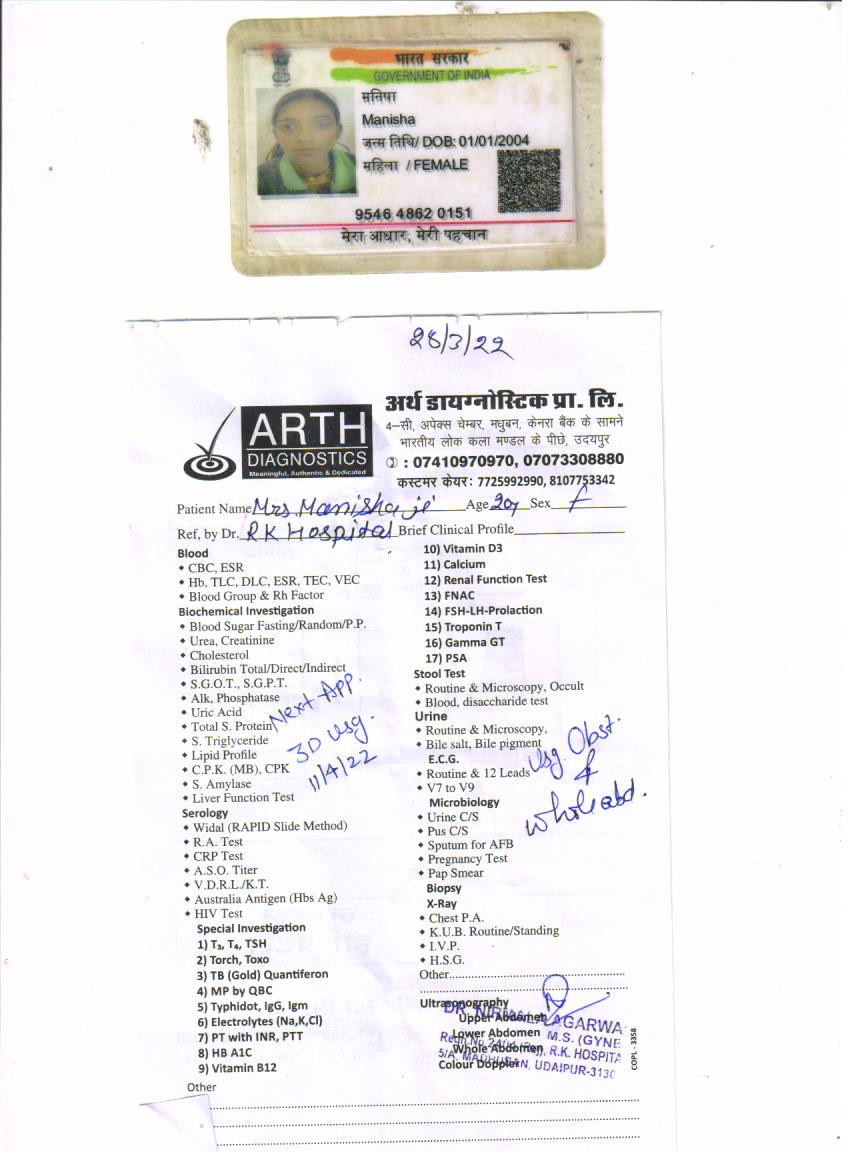 भारत सरकार
GOVERNMENT OF INDIA
मनिषा
Manisha
जन्म तिथि/ DOB: 01/01/2004
महिला / FEMALE
9546 4862 0151
मेरा आधार, मेरी पहचान
28/3/22
ARTH
DIAGNOSTICS
Meaningful, Authentic & Dedicated
अर्थ डायग्नोस्टिक प्रा. लि.
4–सी, अपेक्स चेम्बर, मधुबन, केनरा बैंक के सामने
भारतीय लोक कला मण्डल के पीछे, उदयपुर
: 07410970970, 07073308880
कस्टमर केयर: 7725992990, 8107753342
Patient Name Mrs. Manisha ji Age 20y Sex f
Ref, by Dr. RK Hospital Brief Clinical Profile
Blood
• CBC, ESR
• Hb, TLC, DLC, ESR, TEC, VEC
• Blood Group & Rh Factor
Biochemical Investigation
• Blood Sugar Fasting/Random/P.P.
• Urea, Creatinine
• Cholesterol
• Bilirubin Total/Direct/Indirect
• S.G.O.T., S.G.P.T.
• Alk, Phosphatase
• Uric Acid
• Total S. Protein
• S. Triglyceride
• Lipid Profile
• C.P.K. (MB), CPK
• S. Amylase
• Liver Function Test
Next App.
3D Usg.
11/4/22
Serology
• Widal (RAPID Slide Method)
• R.A. Test
• CRP Test
• A.S.O. Titer
• V.D.R.L./K.T.
• Australia Antigen (Hbs Ag)
• HIV Test
Special Investigation
1) T₃, T₄, TSH
2) Torch, Toxo
3) TB (Gold) Quantiferon
4) MP by QBC
5) Typhidot, IgG, Igm
6) Electrolytes (Na,K,Cl)
7) PT with INR, PTT
8) HB A1C
9) Vitamin B12
10) Vitamin D3
11) Calcium
12) Renal Function Test
13) FNAC
14) FSH-LH-Prolaction
15) Troponin T
16) Gamma GT
17) PSA
Stool Test
• Routine & Microscopy, Occult
• Blood, disaccharide test
Urine
• Routine & Microscopy,
• Bile salt, Bile pigment
E.C.G.
• Routine & 12 Leads
• V7 to V9
Usg. Obst.
&
whole abd.
Microbiology
• Urine C/S
• Pus C/S
• Sputum for AFB
• Pregnancy Test
• Pap Smear
Biopsy
X-Ray
• Chest P.A.
• K.U.B. Routine/Standing
• I.V.P.
• H.S.G.
Other
Ultrasonography
Upper Abdomen
Lower Abdomen
Whole Abdomen
Colour Doppler
AGARWA
M.S. (GYNE
R.K. HOSPITA
UDAIPUR-3130
COPL - 3358
Other